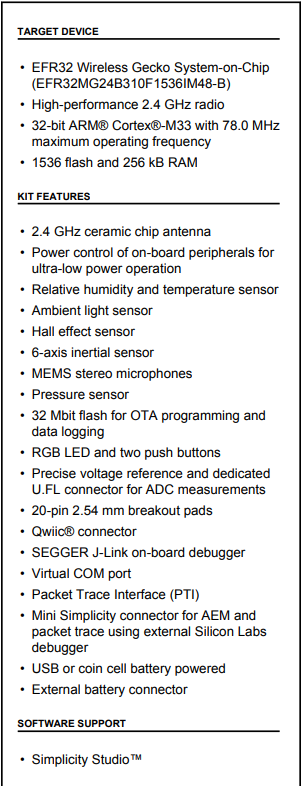 TARGET DEVICE
• EFR32 Wireless Gecko System-on-Chip
(EFR32MG24B310F1536IM48-B)
• High-performance 2.4 GHz radio
• 32-bit ARM® Cortex®-M33 with 78.0 MHz
maximum operating frequency
• 1536 flash and 256 kB RAM
KIT FEATURES
• 2.4 GHz ceramic chip antenna
• Power control of on-board peripherals for
ultra-low power operation
• Relative humidity and temperature sensor
• Ambient light sensor
• Hall effect sensor
• 6-axis inertial sensor
• MEMS stereo microphones
• Pressure sensor
• 32 Mbit flash for OTA programming and
data logging
• RGB LED and two push buttons
• Precise voltage reference and dedicated
U.FL connector for ADC measurements
• 20-pin 2.54 mm breakout pads
• Qwiic® connector
• SEGGER J-Link on-board debugger
• Virtual COM port
• Packet Trace Interface (PTI)
• Mini Simplicity connector for AEM and
packet trace using external Silicon Labs
debugger
• USB or coin cell battery powered
• External battery connector
SOFTWARE SUPPORT
• Simplicity Studio™